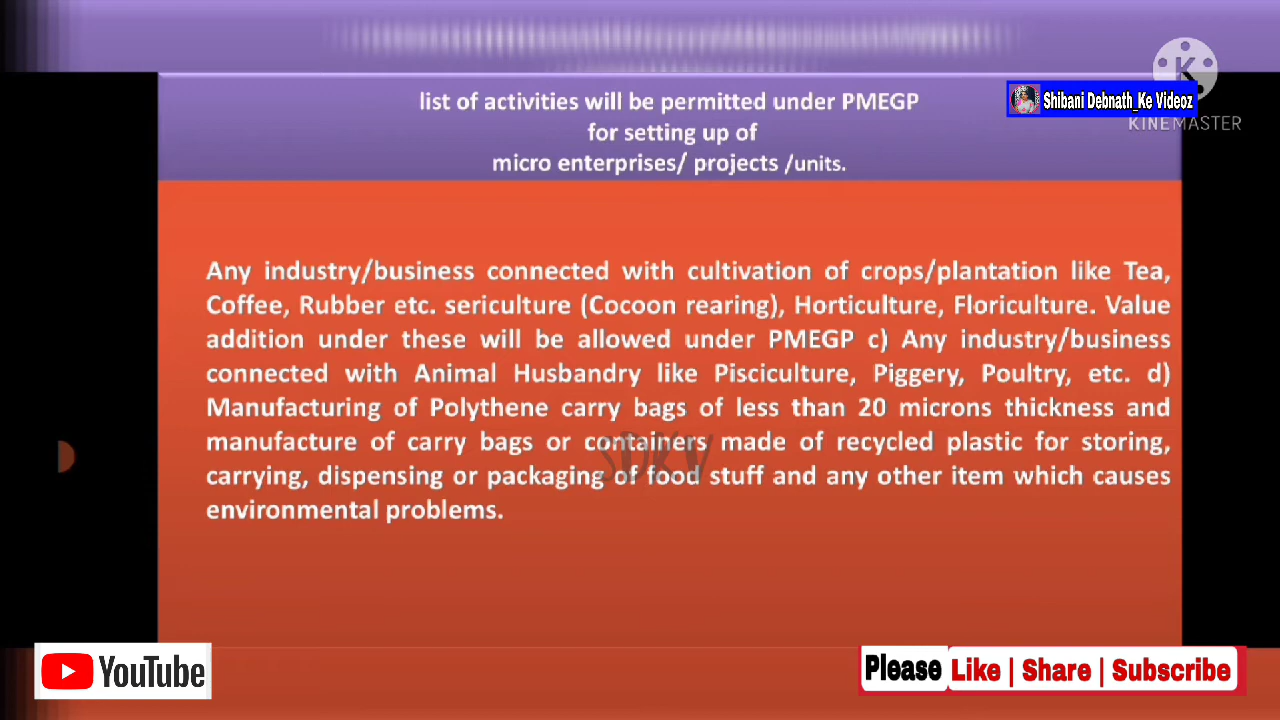 list of activities will be permitted under PMEGP
for setting up of
micro enterprises/ projects /units.
Shibani Debnath_Ke Videoz
K
KINEMASTER
Any industry/business connected with cultivation of crops/plantation like Tea,
Coffee, Rubber etc. sericulture (Cocoon rearing), Horticulture, Floriculture. Value
addition under these will be allowed under PMEGP c) Any industry/business
connected with Animal Husbandry like Pisciculture, Piggery, Poultry, etc. d)
Manufacturing of Polythene carry bags of less than 20 microns thickness and
manufacture of carry bags or containers made of recycled plastic for storing,
carrying, dispensing or packaging of food stuff and any other item which causes
environmental problems.
SDKV
YouTube
Please Like | Share | Subscribe